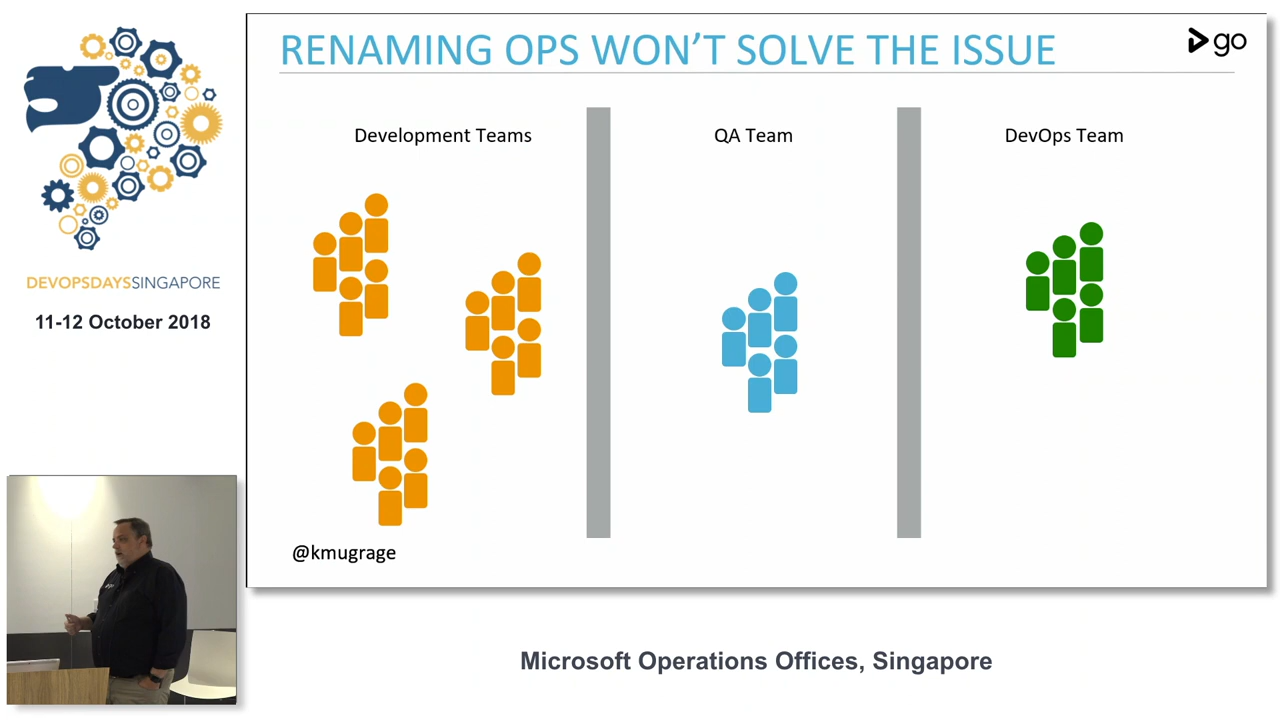 RENAMING OPS WON'T SOLVE THE ISSUE
go
Development Teams
QA Team
DevOps Team
@kmugrage
DEVOPSDAYSSINGAPORE
11-12 October 2018
Microsoft Operations Offices, Singapore